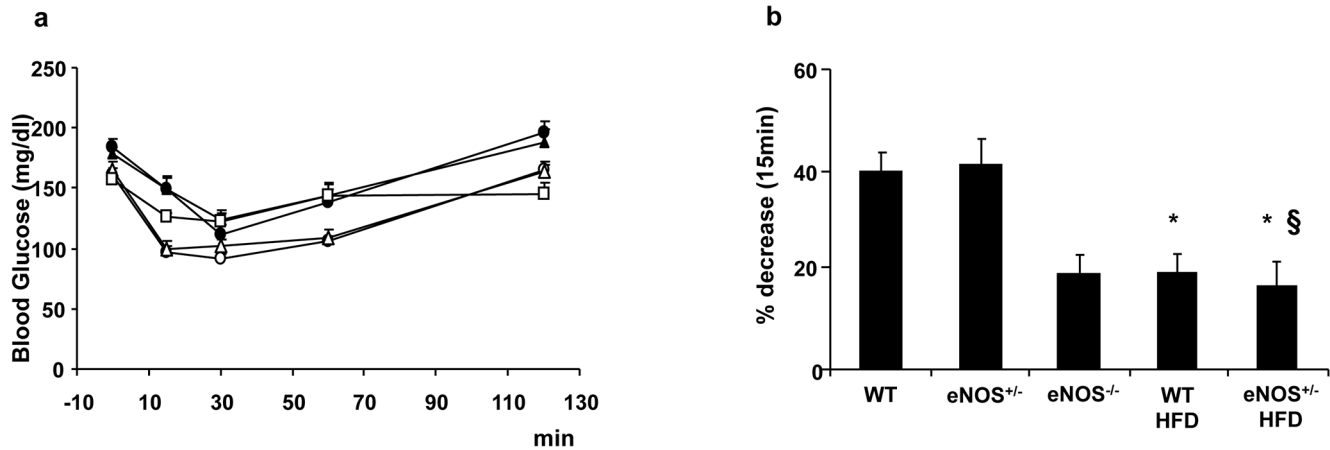 a
Blood Glucose (mg/dl)
250
200
150
100
50
0
-10 10 30 50 70 90 110 130
min
b
% decrease (15min)
60
40
20
0
* * §
WT eNOS+/- eNOS-/- WT HFD eNOS+/- HFD